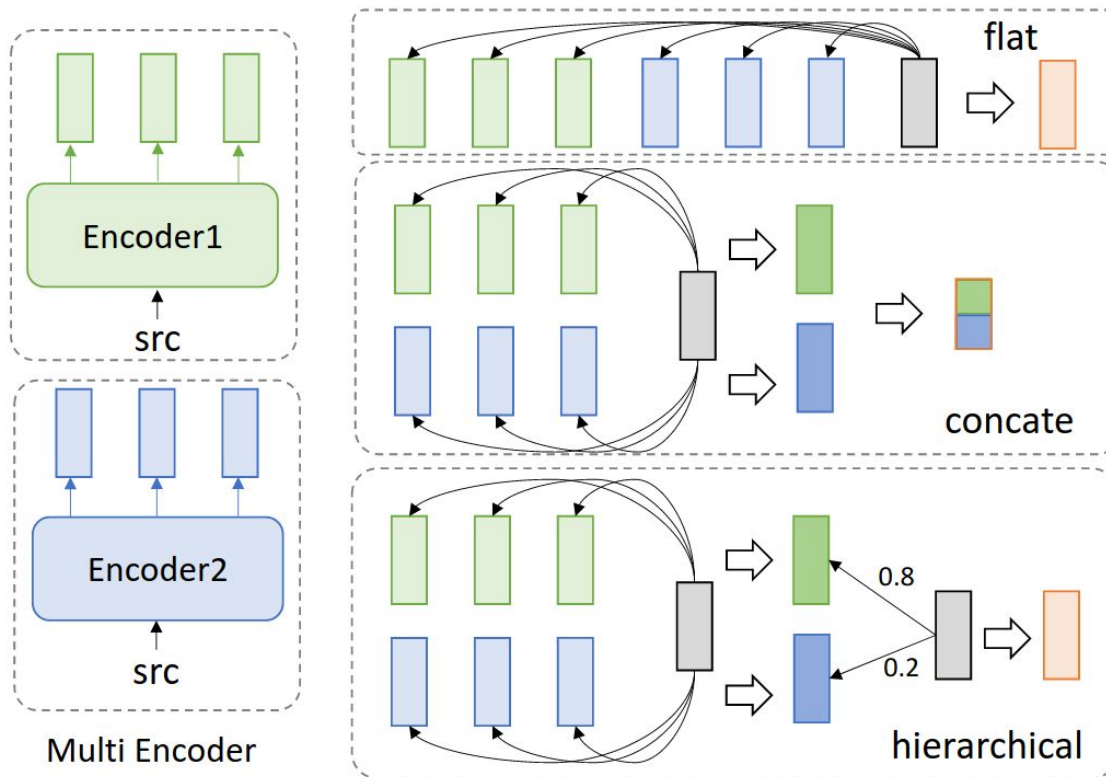 Encoder1
src
Encoder2
src
Multi Encoder
flat
concate
0.8
0.2
hierarchical